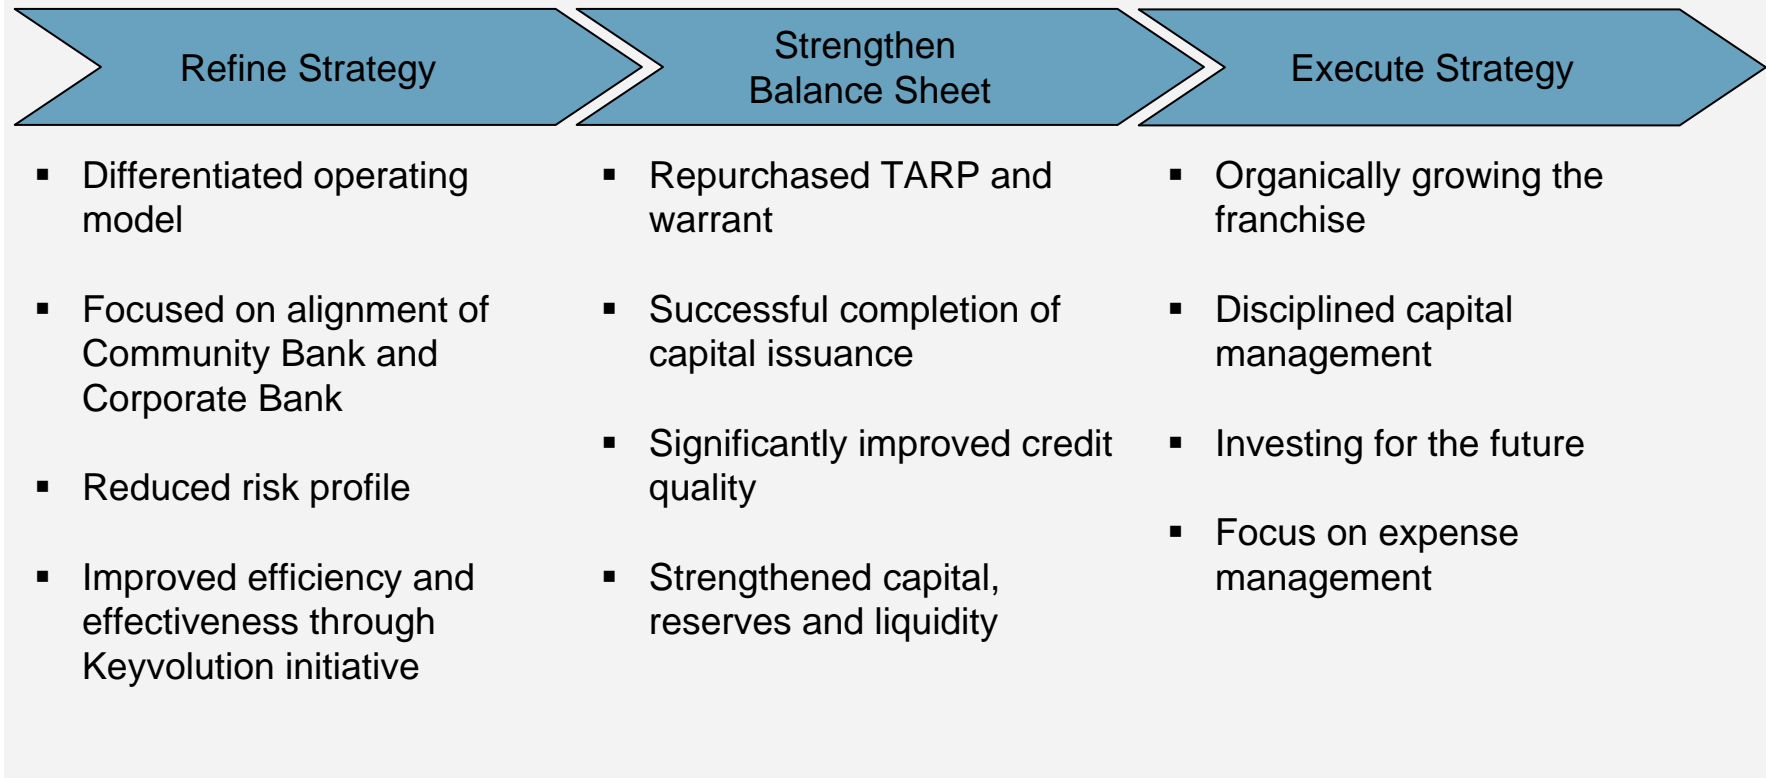 Refine Strategy
Strengthen
Balance Sheet
Execute Strategy
▪ Differentiated operating
model
▪ Focused on alignment of
Community Bank and
Corporate Bank
▪ Reduced risk profile
▪ Improved efficiency and
effectiveness through
Keyvolution initiative
▪ Repurchased TARP and
warrant
▪ Successful completion of
capital issuance
▪ Significantly improved credit
quality
▪ Strengthened capital,
reserves and liquidity
▪ Organically growing the
franchise
▪ Disciplined capital
management
▪ Investing for the future
▪ Focus on expense
management